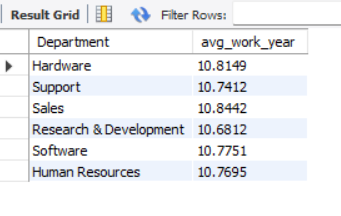 Result Grid Filter Rows:
Department avg_work_year
Hardware 10.8149
Support 10.7412
Sales 10.8442
Research & Development 10.6812
Software 10.7751
Human Resources 10.7695